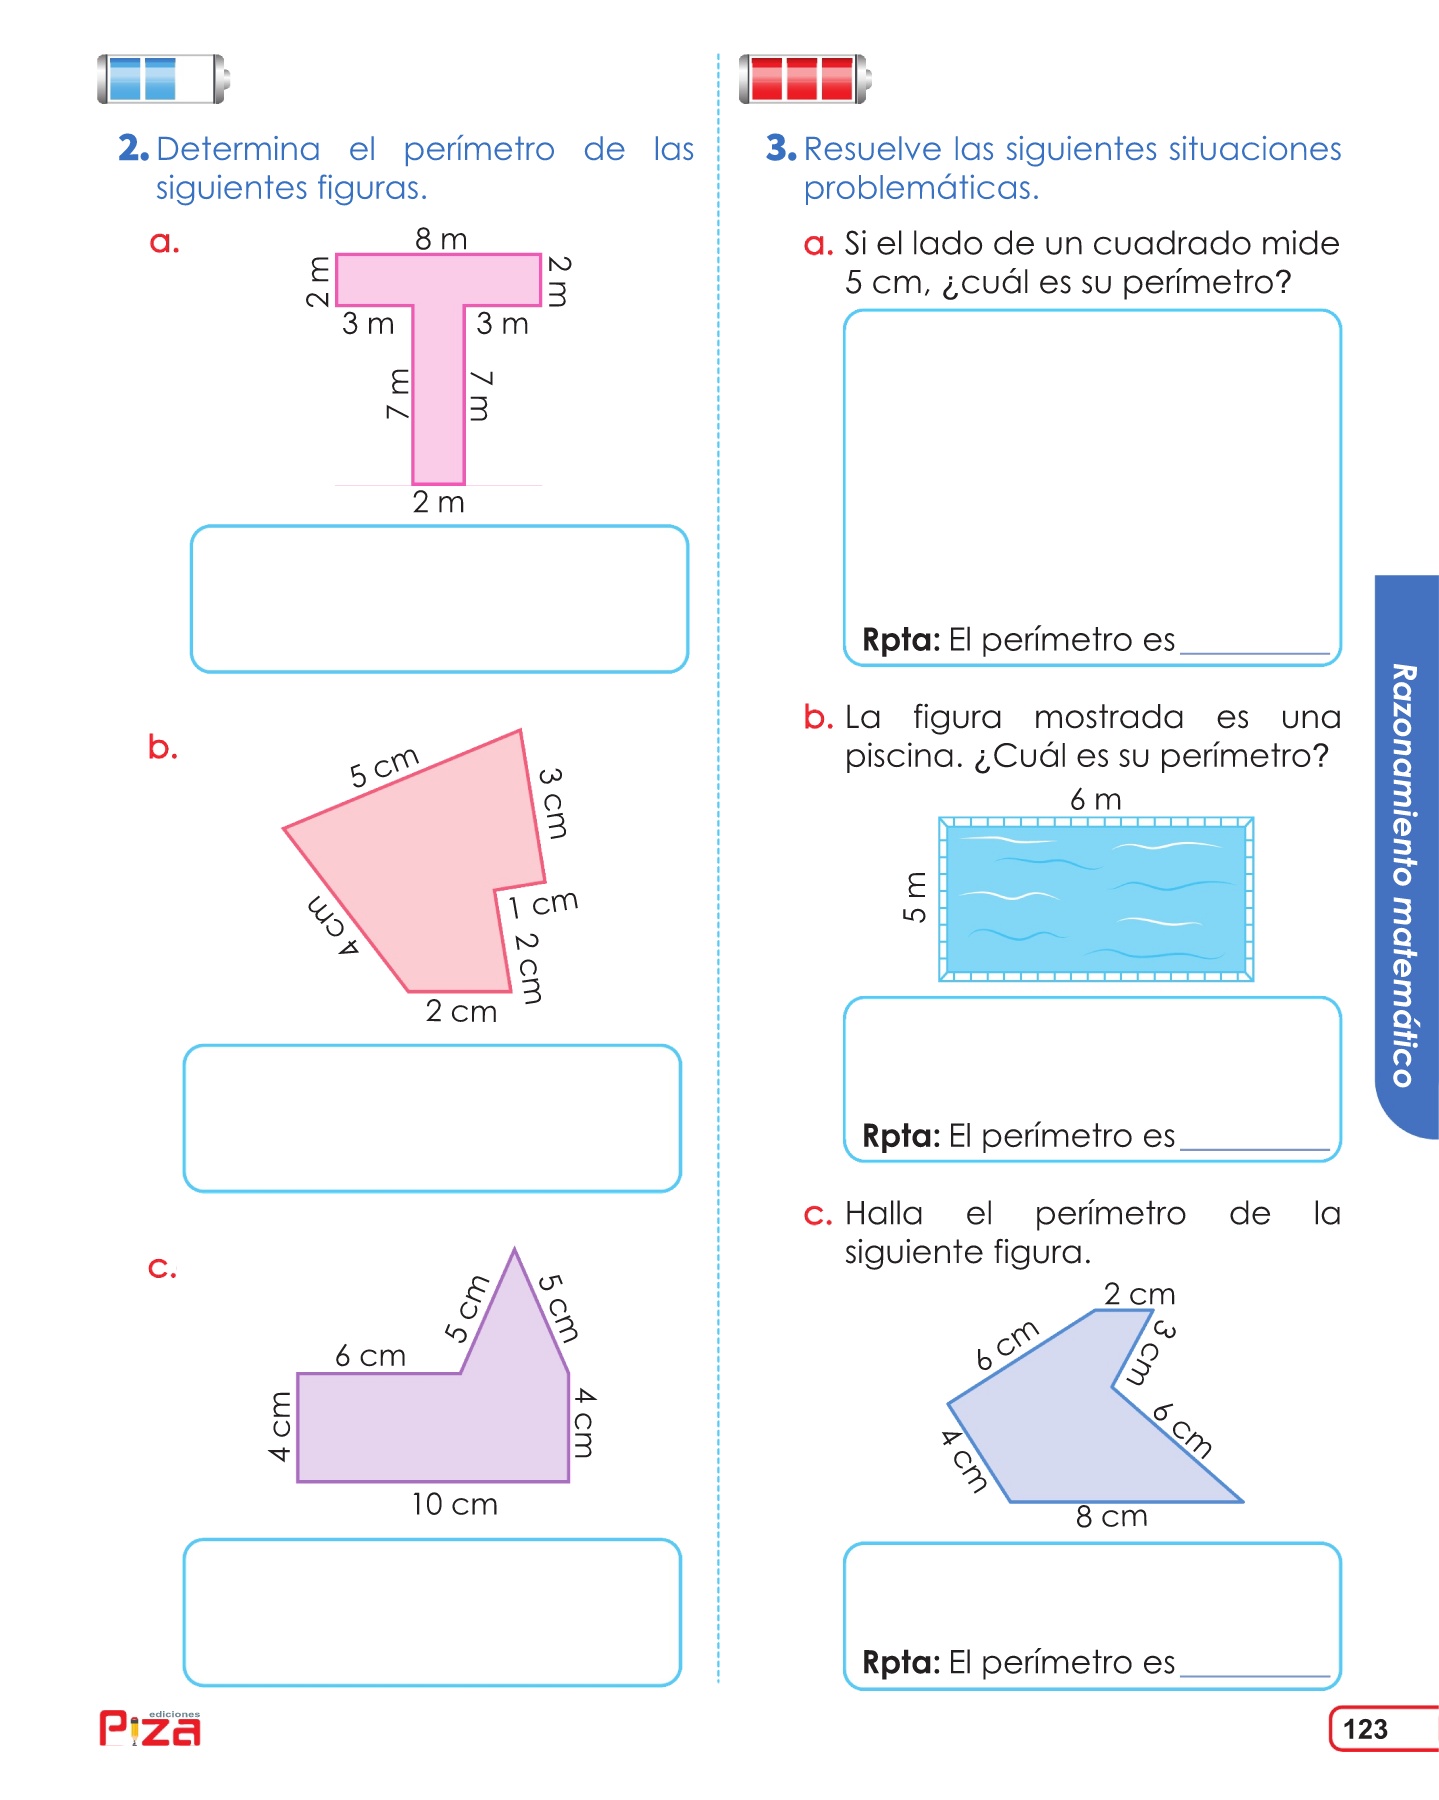 2. Determina el perímetro de las
siguientes figuras.
a.
8 m
2 m
2 m
3 m
3 m
7 m
7 m
2 m
b.
5 cm
3 cm
1 cm
4 cm
2 cm
2 cm
c.
5 cm
5 cm
6 cm
4 cm
4 cm
10 cm
ediciones
Piza
3. Resuelve las siguientes situaciones
problemáticas.
a. Si el lado de un cuadrado mide
5 cm, ¿cuál es su perímetro?
Rpta: El perímetro es
b. La figura mostrada es una
piscina. ¿Cuál es su perímetro?
6 m
5 m
Rpta: El perímetro es
c. Halla el perímetro de la
siguiente figura.
2 cm
6 cm
3 cm
6 cm
4 cm
8 cm
Rpta: El perímetro es
Razonamiento matemático
123